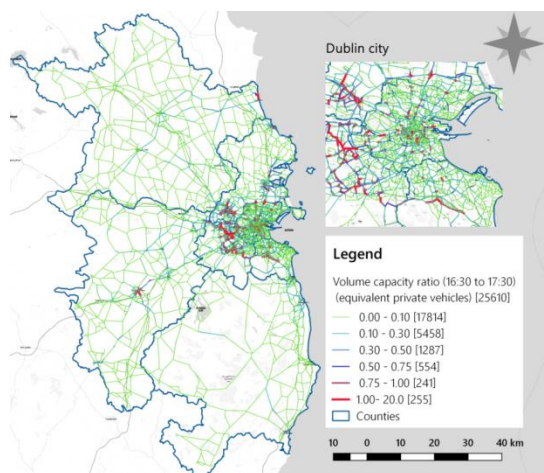 Dublin city
Legend
Volume capacity ratio (16:30 to 17:30)
(equivalent private vehicles) [25610]
0.00 - 0.10 [17814]
0.10 - 0.30 [5458]
0.30 - 0.50 [1287]
0.50 - 0.75 [554]
0.75 - 1.00 [241]
1.00- 20.0 [255]
Counties
10 0 10 20 30 40 km